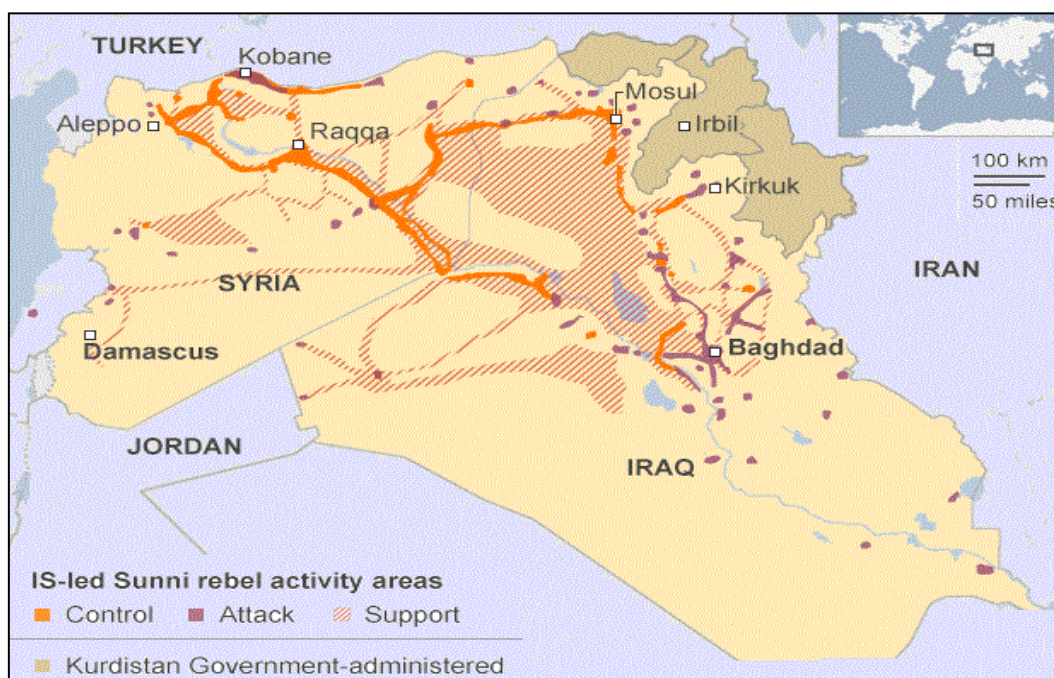 TURKEY
Kobane
Mosul
Aleppo
Raqqa
Irbil
100 km
50 miles
Kirkuk
IRAN
SYRIA
Damascus
Baghdad
JORDAN
IRAQ
IS-led Sunni rebel activity areas
Control Attack Support
Kurdistan Government-administered